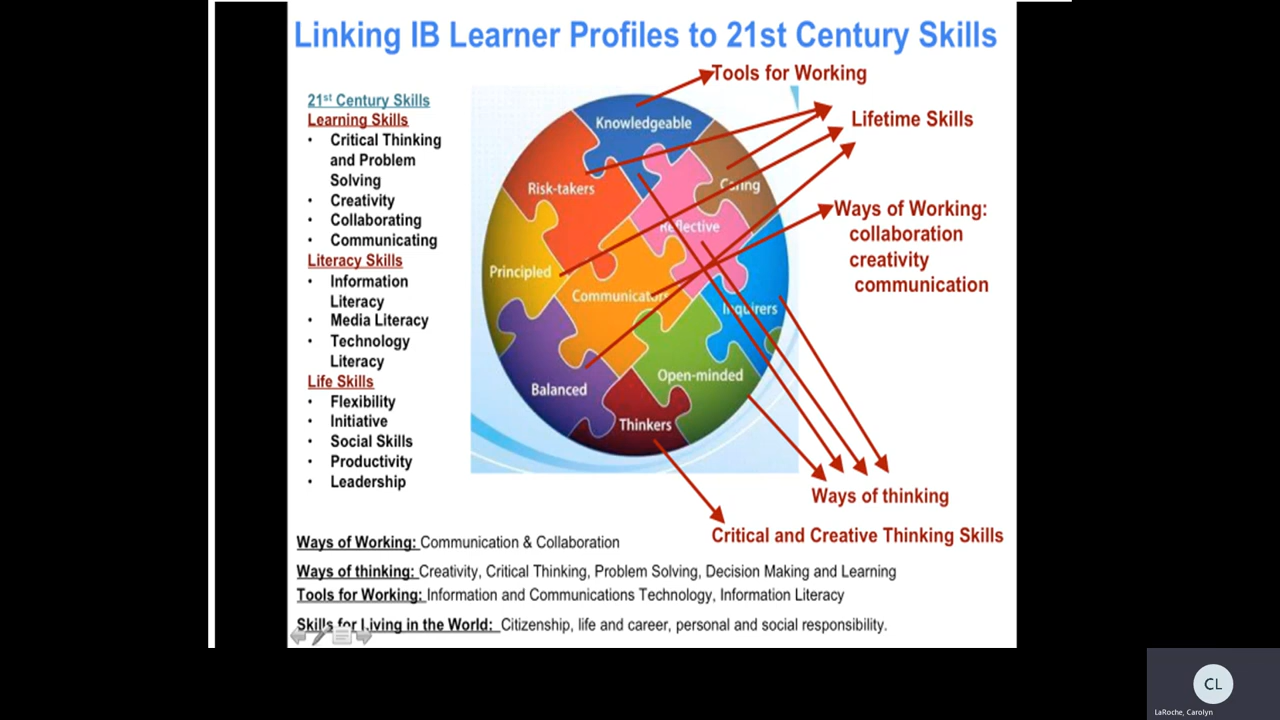 Linking IB Learner Profiles to 21st Century Skills
21st Century Skills
Learning Skills
• Critical Thinking
and Problem
Solving
• Creativity
• Collaborating
• Communicating
Literacy Skills
• Information
Literacy
• Media Literacy
• Technology
Literacy
Life Skills
• Flexibility
• Initiative
• Social Skills
• Productivity
• Leadership
Knowledgeable
Risk-takers
Caring
Reflective
Principled
Communicators
Inquirers
Open-minded
Balanced
Thinkers
Tools for Working
Lifetime Skills
Ways of Working:
collaboration
creativity
communication
Ways of thinking
Critical and Creative Thinking Skills
Ways of Working: Communication & Collaboration
Ways of thinking: Creativity, Critical Thinking, Problem Solving, Decision Making and Learning
Tools for Working: Information and Communications Technology, Information Literacy
Skills for Living in the World: Citizenship, life and career, personal and social responsibility.
CL
LaRoche, Carolyn